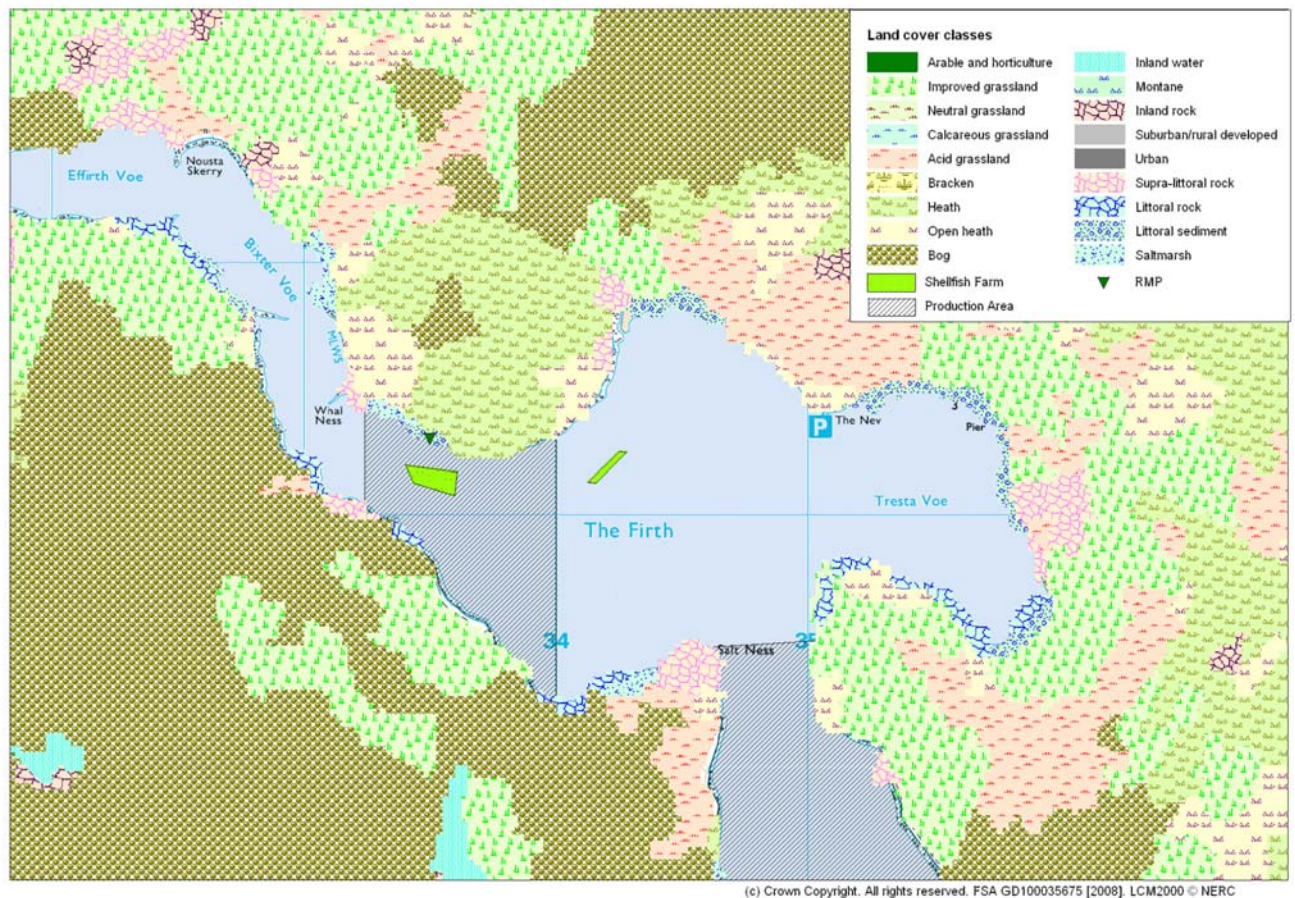 Land cover classes
Arable and horticulture
Improved grassland
Neutral grassland
Calcareous grassland
Acid grassland
Bracken
Heath
Open heath
Bog
Shellfish Farm
Production Area
Inland water
Montane
Inland rock
Suburban/rural developed
Urban
Supra-littoral rock
Littoral rock
Littoral sediment
Saltmarsh
RMP
Effirth Voe
Nousta
Skerry
Bixter Voe
MLWS
Whal
Ness
P
The Nev
3
Pier
Tresta Voe
The Firth
34
Salt Ness
35
(c) Crown Copyright. All rights reserved. FSA GD100035675 [2008]. LCM2000 © NERC